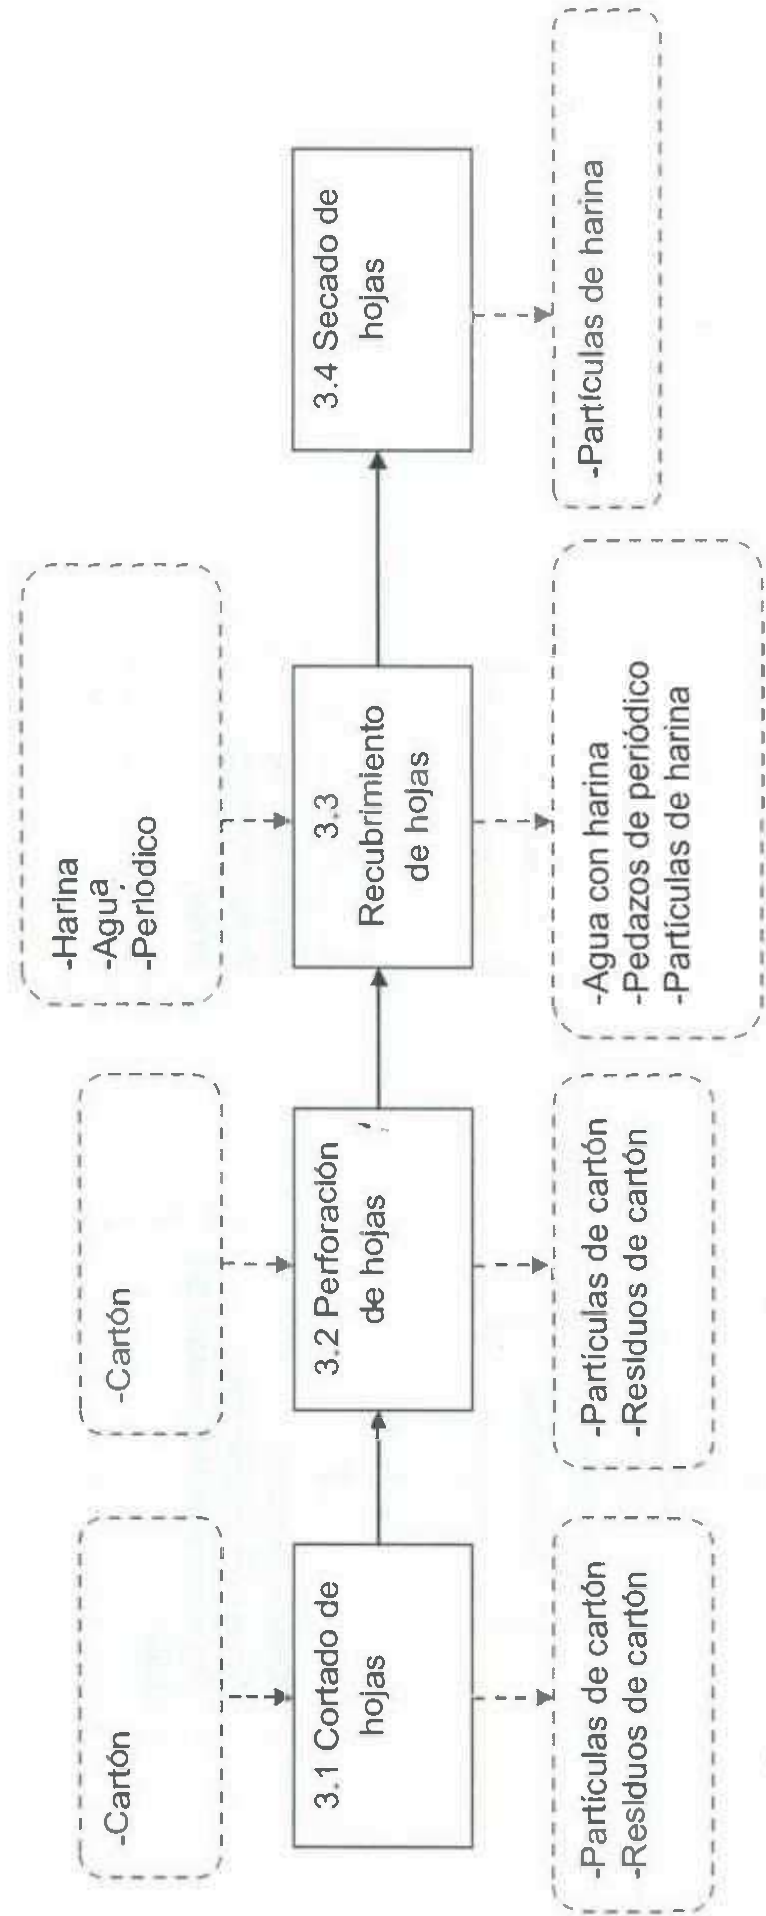 -Cartón
-Cartón
-Harina
-Agua
-Periódico
3.1 Cortado de
hojas
3.2 Perforación
de hojas
3.3
Recubrimiento
de hojas
3.4 Secado de
hojas
-Partículas de cartón
-Residuos de cartón
-Partículas de cartón
-Residuos de cartón
-Agua con harina
-Pedazos de periódico
-Partículas de harina
-Partículas de harina